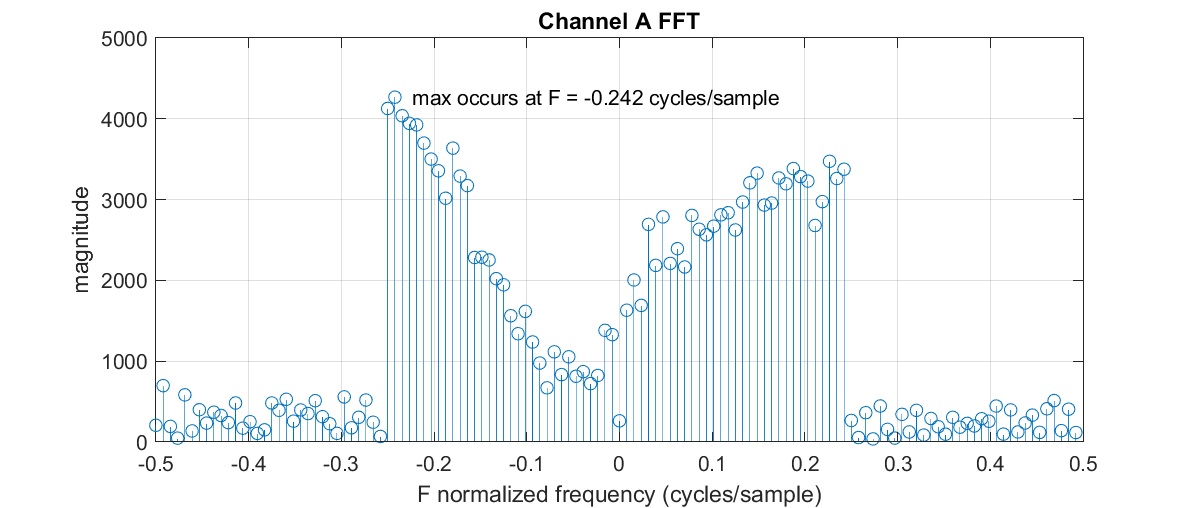 Channel A FFT
5000
4000
3000
2000
1000
0
magnitude
max occurs at F = -0.242 cycles/sample
-0.5 -0.4 -0.3 -0.2 -0.1 0 0.1 0.2 0.3 0.4 0.5
F normalized frequency (cycles/sample)